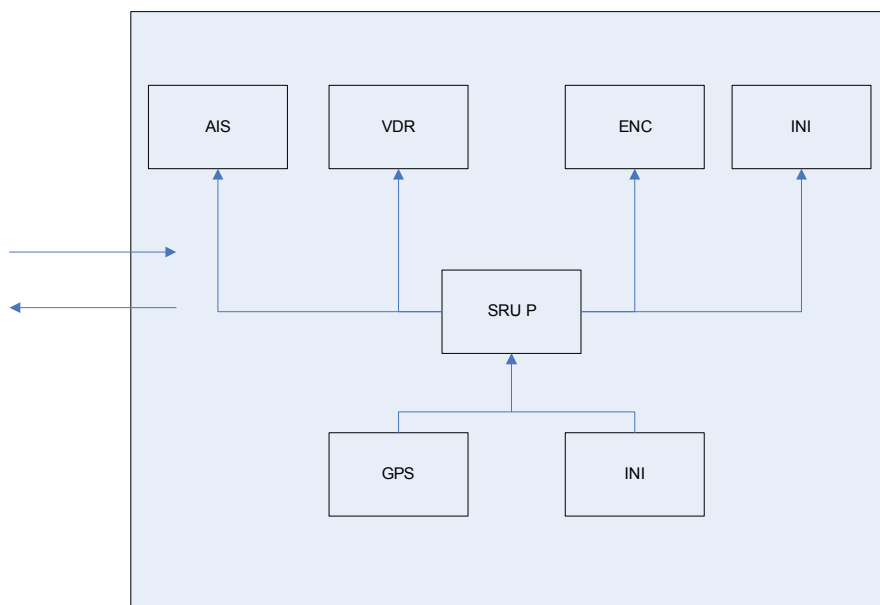 AIS
VDR
ENC
INI
SRU P
GPS
INI